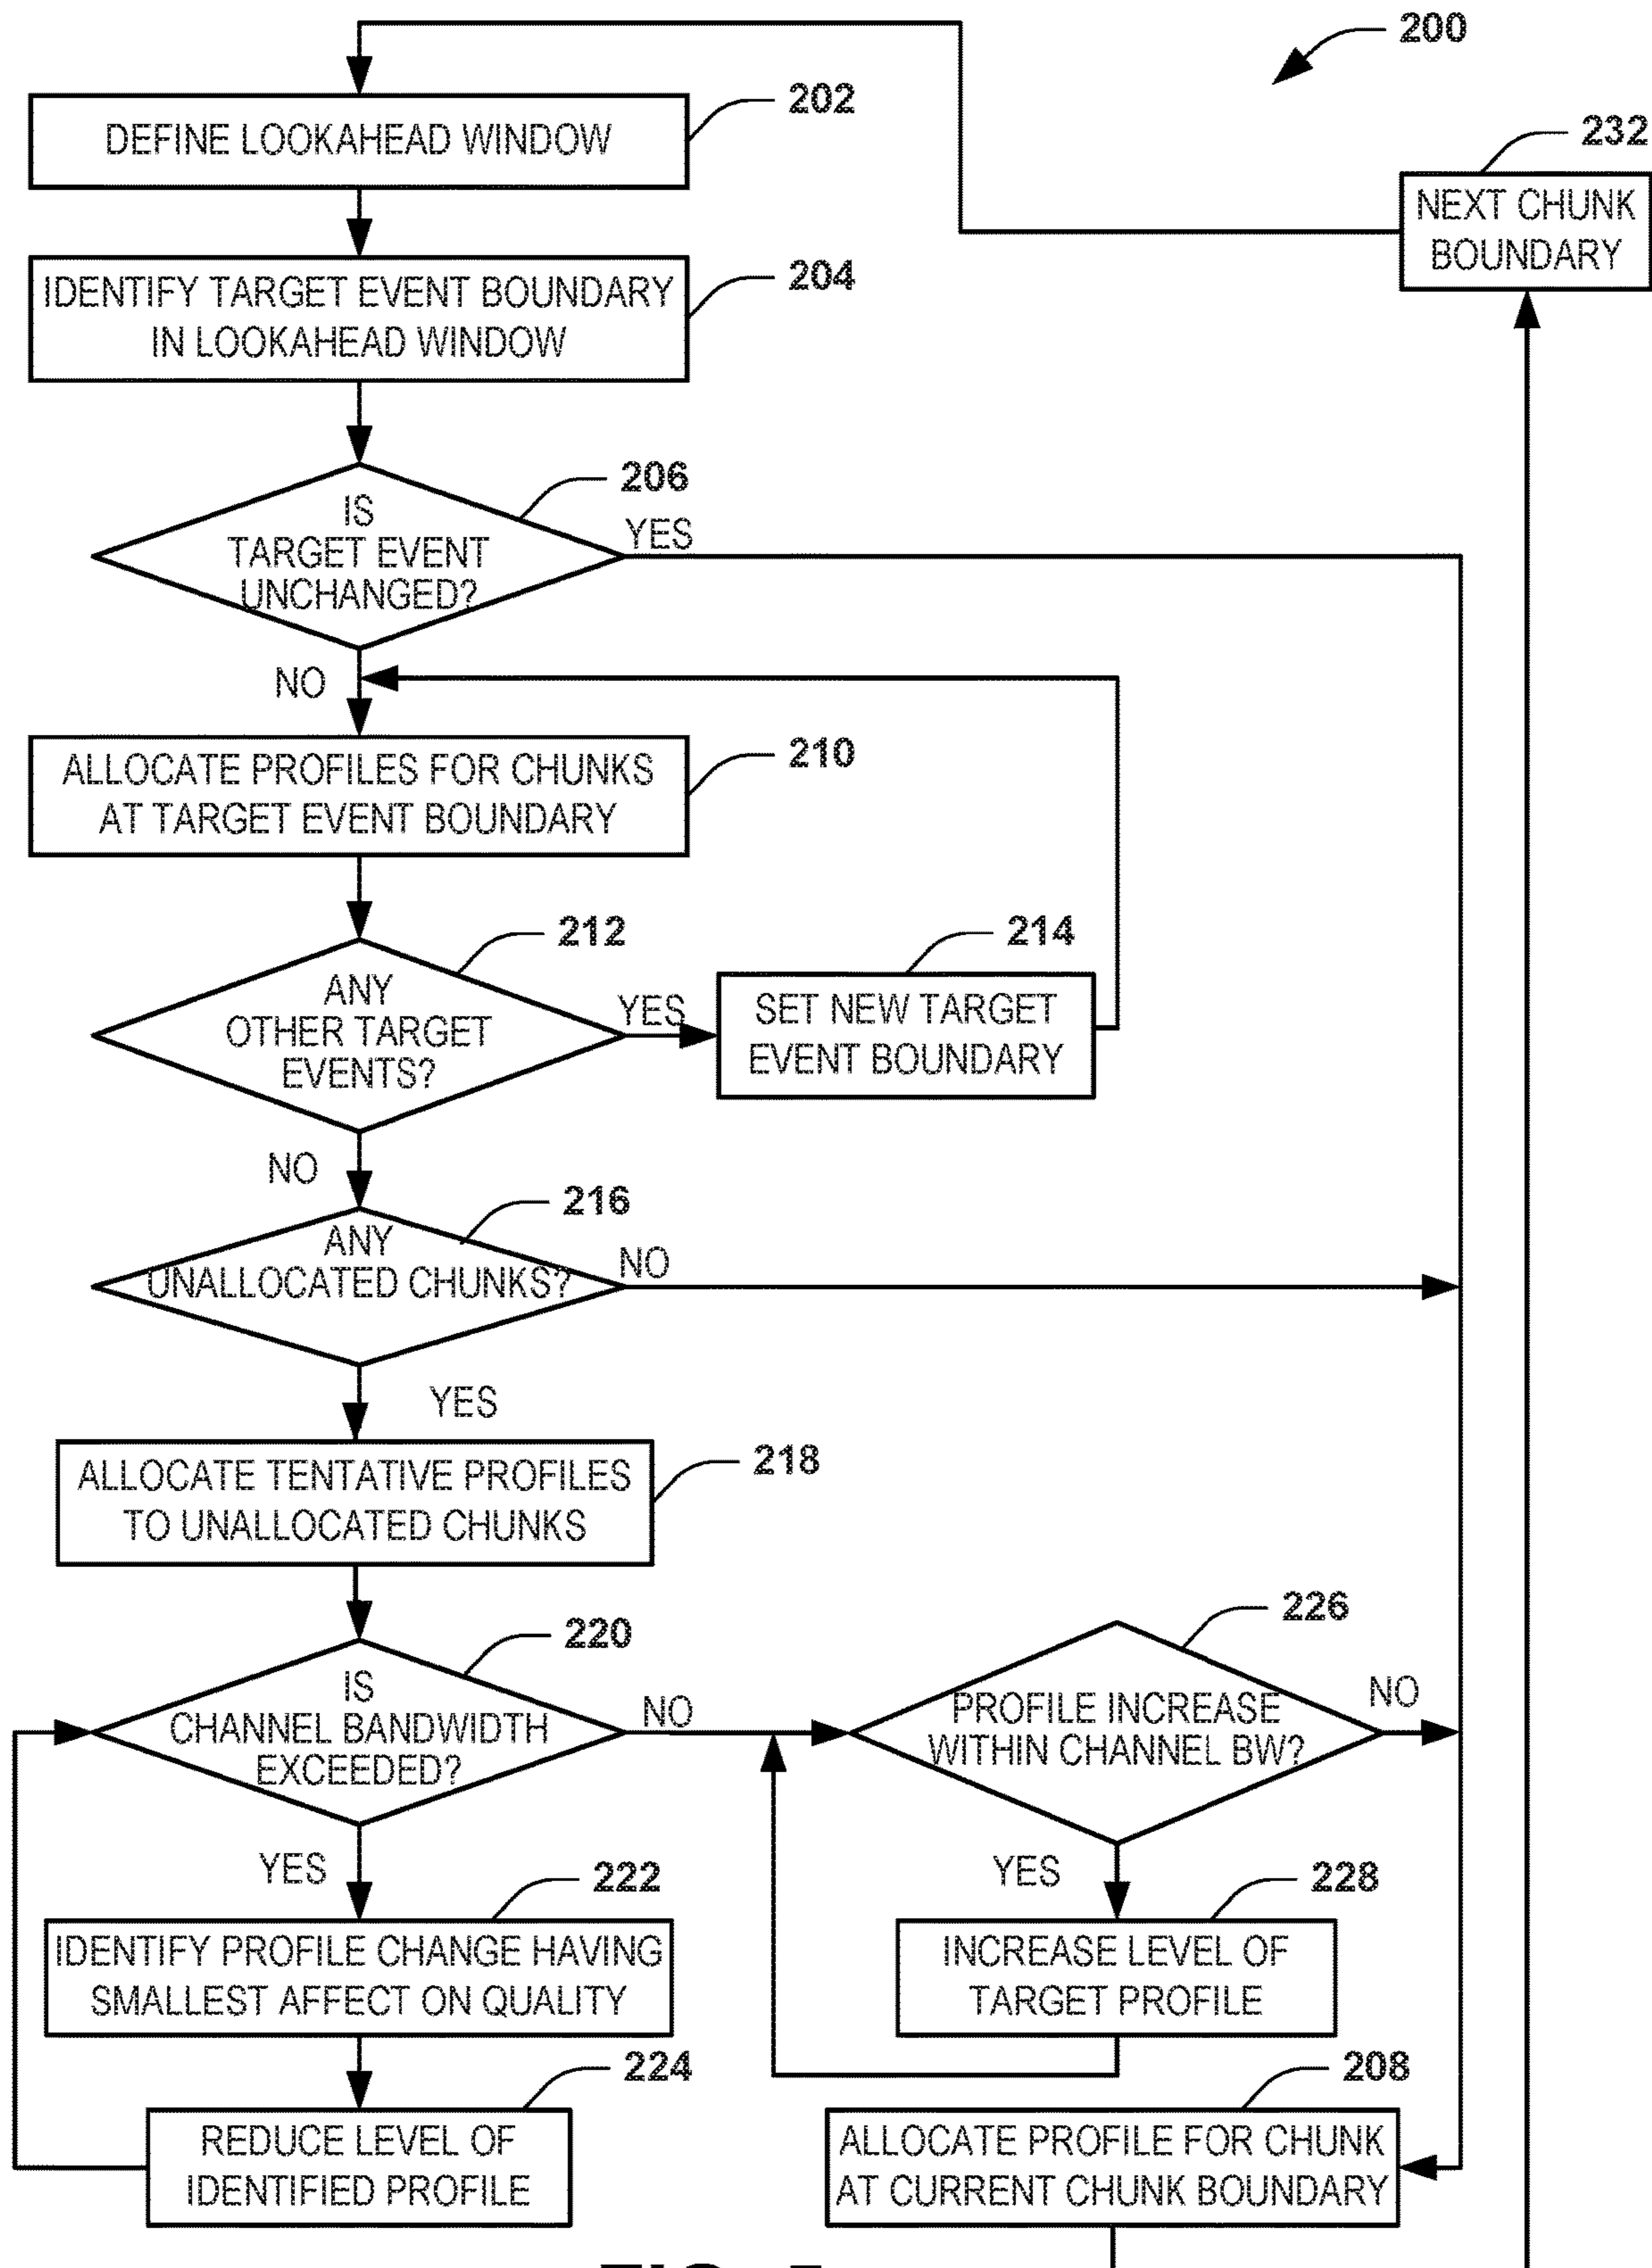 200
202
DEFINE LOOKAHEAD WINDOW
232
NEXT CHUNK
BOUNDARY
204
IDENTIFY TARGET EVENT BOUNDARY
IN LOOKAHEAD WINDOW
206
IS
TARGET EVENT
UNCHANGED?
YES
NO
210
ALLOCATE PROFILES FOR CHUNKS
AT TARGET EVENT BOUNDARY
212
ANY
OTHER TARGET
EVENTS?
YES
214
SET NEW TARGET
EVENT BOUNDARY
NO
216
ANY
UNALLOCATED CHUNKS?
NO
YES
218
ALLOCATE TENTATIVE PROFILES
TO UNALLOCATED CHUNKS
220
IS
CHANNEL BANDWIDTH
EXCEEDED?
NO
226
PROFILE INCREASE
WITHIN CHANNEL BW?
NO
YES
222
IDENTIFY PROFILE CHANGE HAVING
SMALLEST AFFECT ON QUALITY
YES
228
INCREASE LEVEL OF
TARGET PROFILE
224
REDUCE LEVEL OF
IDENTIFIED PROFILE
208
ALLOCATE PROFILE FOR CHUNK
AT CURRENT CHUNK BOUNDARY